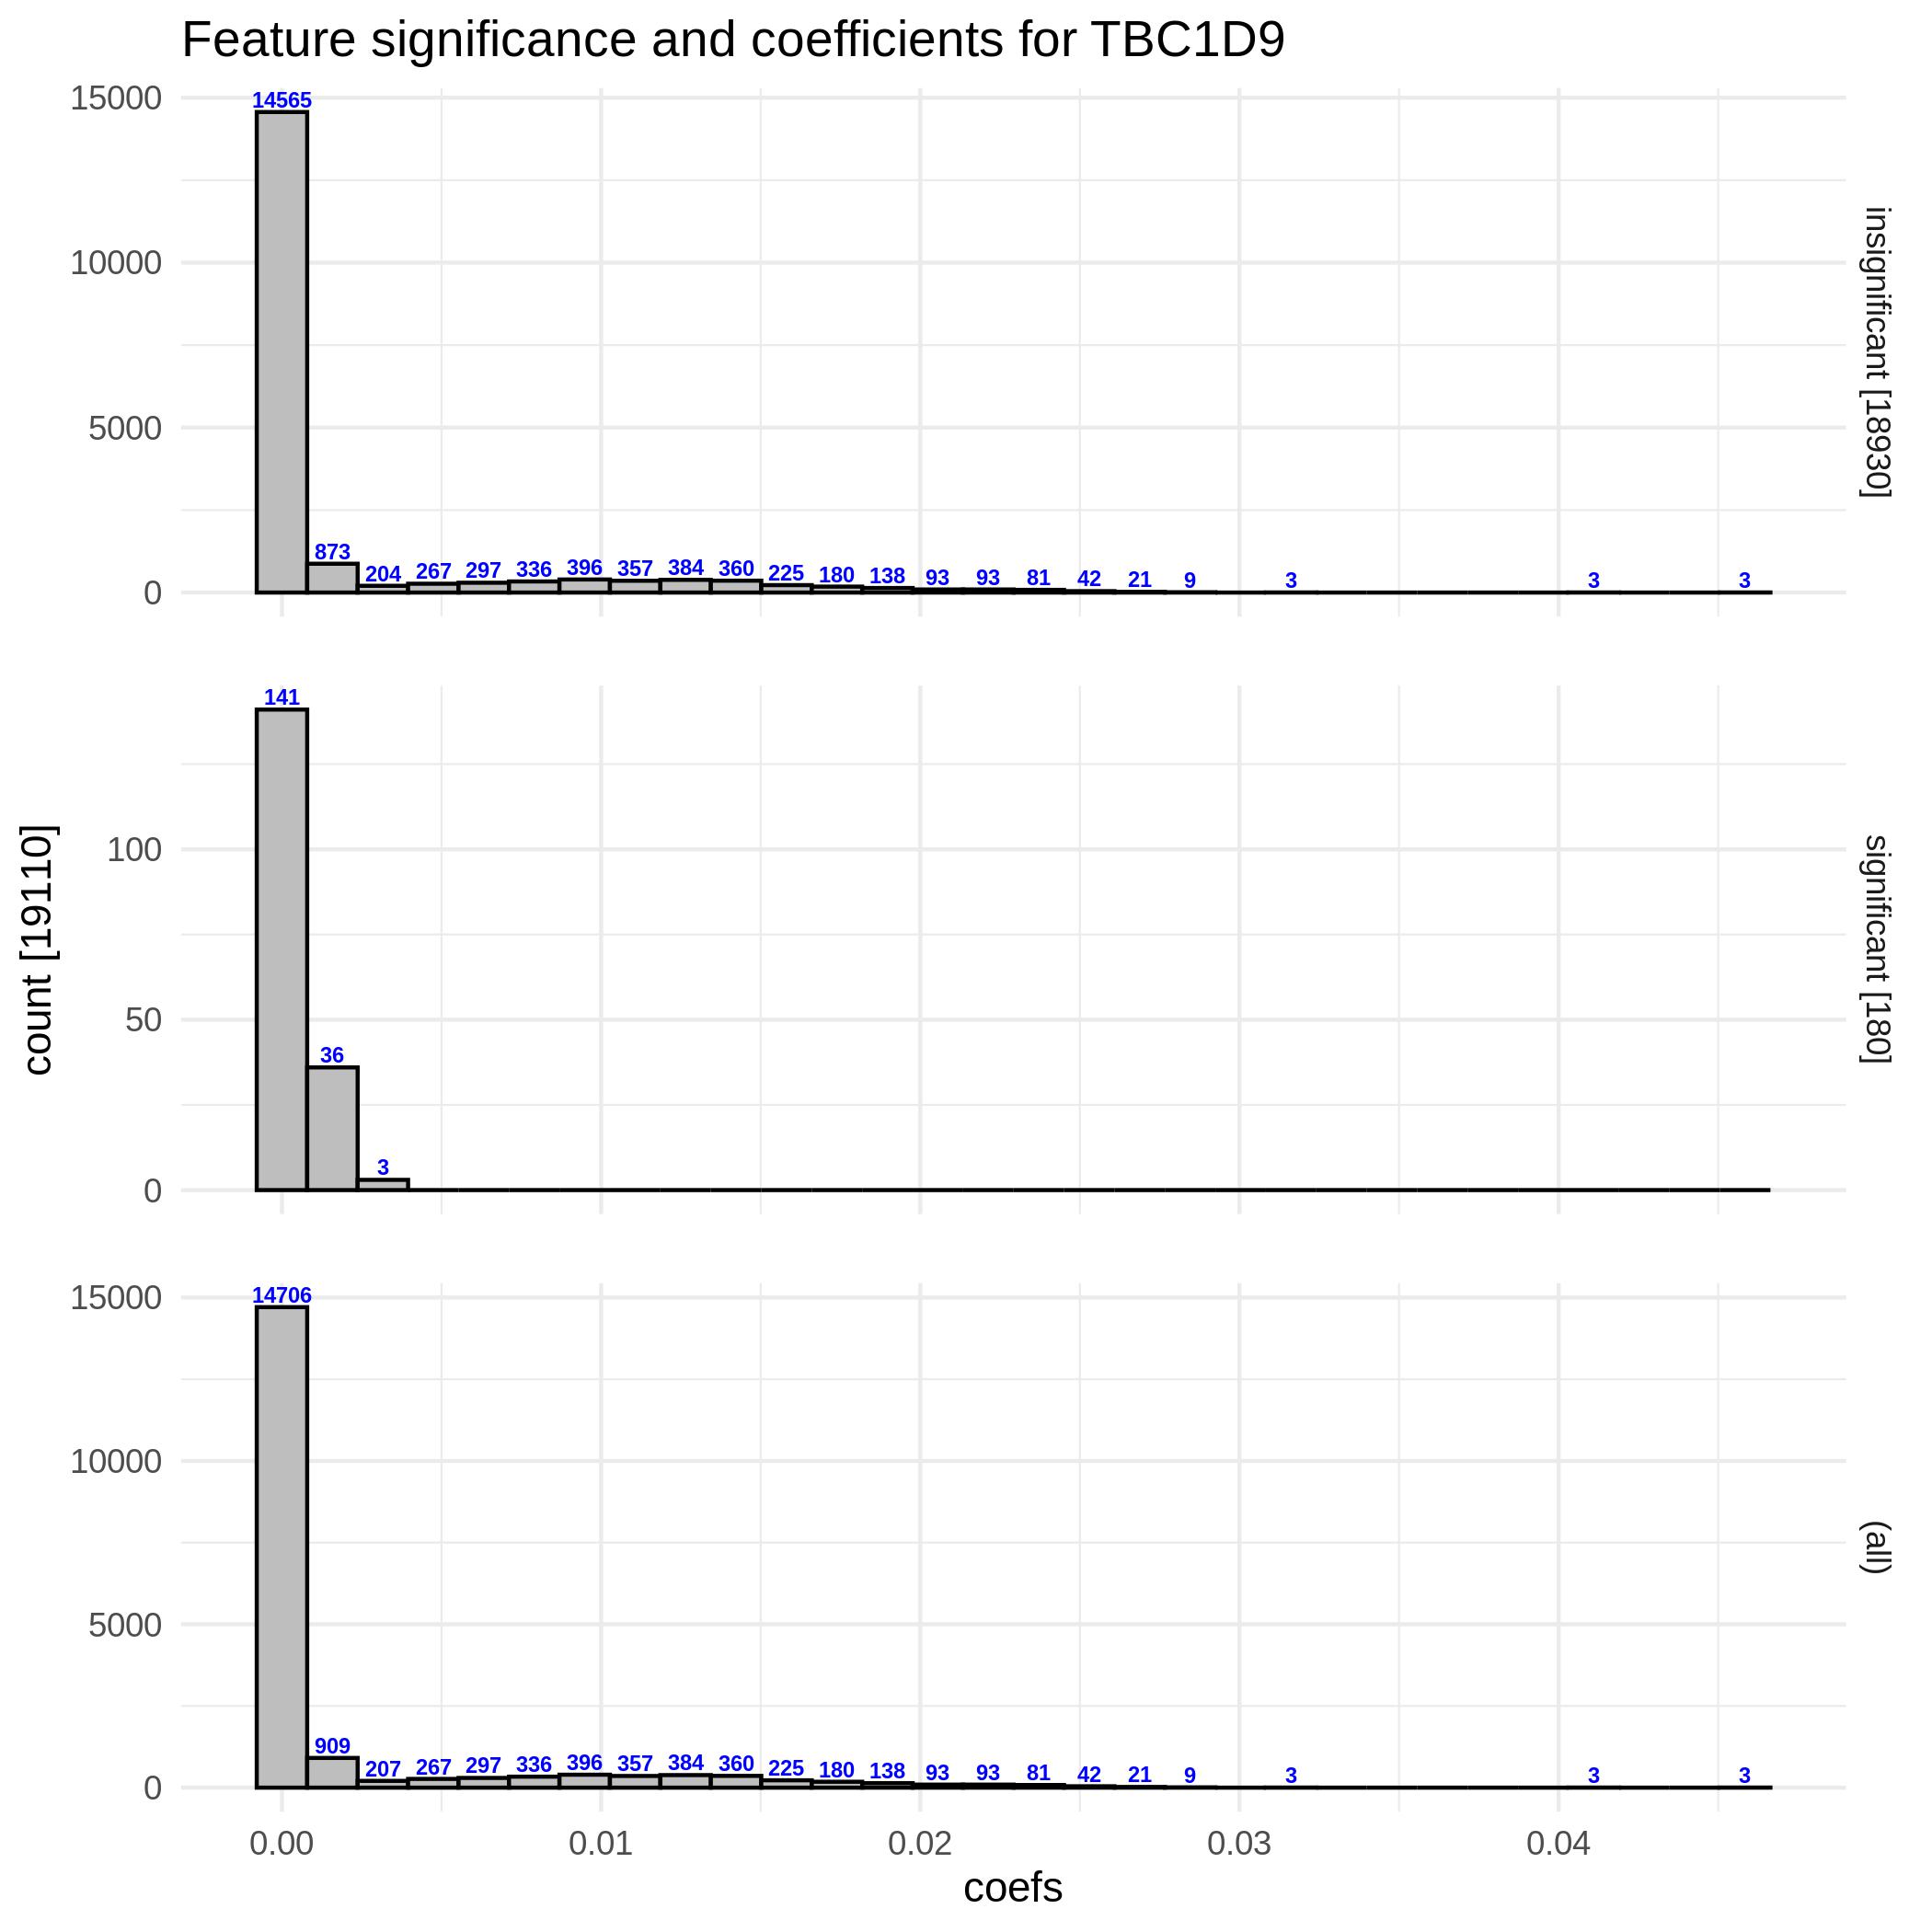 Feature significance and coefficients for TBC1D9
15000
10000
5000
0
14565
873 204 267 297 336 396 357 384 360 225 180 138 93 93 81 42 21 9 3 3 3
insignificant [18930]
count [19110]
100
50
0
141
36
3
significant [180]
15000
10000
5000
0
14706
909 207 267 297 336 396 357 384 360 225 180 138 93 93 81 42 21 9 3 3 3
(all)
0.00 0.01 0.02 0.03 0.04
coefs